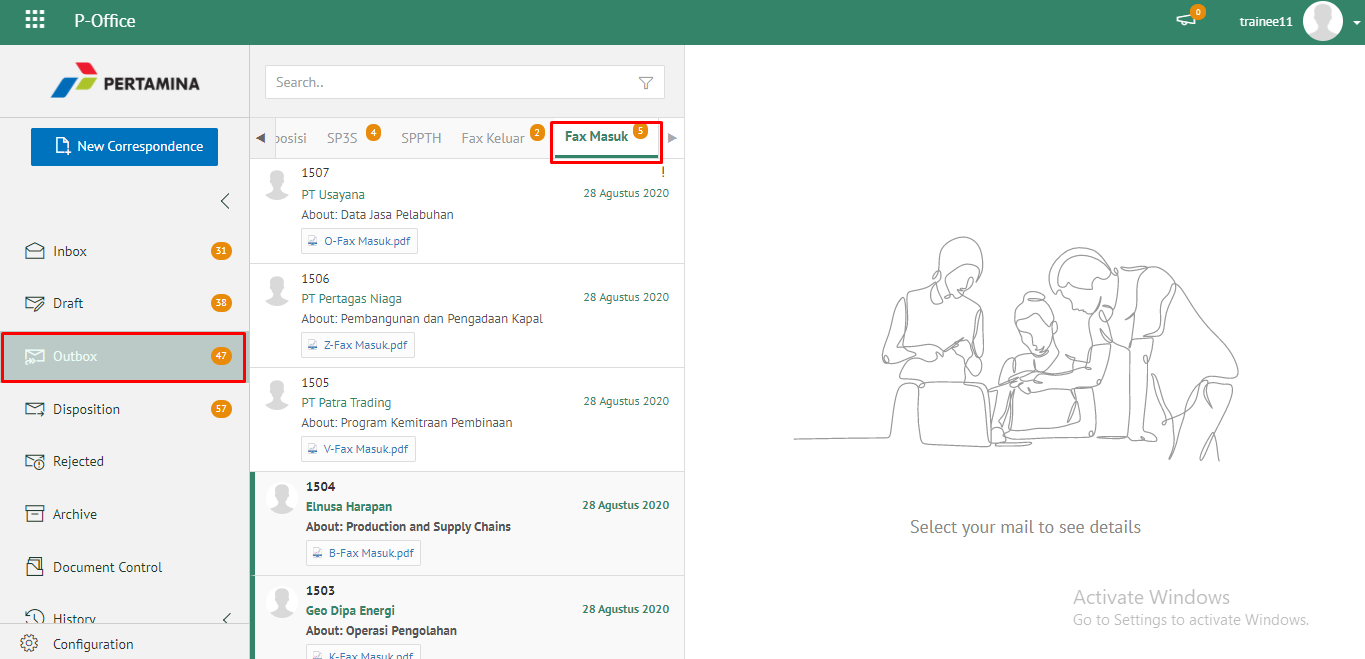 P-Office
0
trainee11
PERTAMINA
New Correspondence
Inbox
31
Draft
38
Outbox
47
Disposition
57
Rejected
Archive
Document Control
History
Configuration
Search..
posisi
SP3S
4
SPPTH
Fax Keluar
2
Fax Masuk
5
1507
!
PT Usayana
28 Agustus 2020
About: Data Jasa Pelabuhan
O-Fax Masuk.pdf
1506
PT Pertagas Niaga
28 Agustus 2020
About: Pembangunan dan Pengadaan Kapal
Z-Fax Masuk.pdf
1505
PT Patra Trading
28 Agustus 2020
About: Program Kemitraan Pembinaan
V-Fax Masuk.pdf
1504
Elnusa Harapan
28 Agustus 2020
About: Production and Supply Chains
B-Fax Masuk.pdf
1503
Geo Dipa Energi
28 Agustus 2020
About: Operasi Pengolahan
K-Fax Masuk.pdf
Select your mail to see details
Activate Windows
Go to Settings to activate Windows.